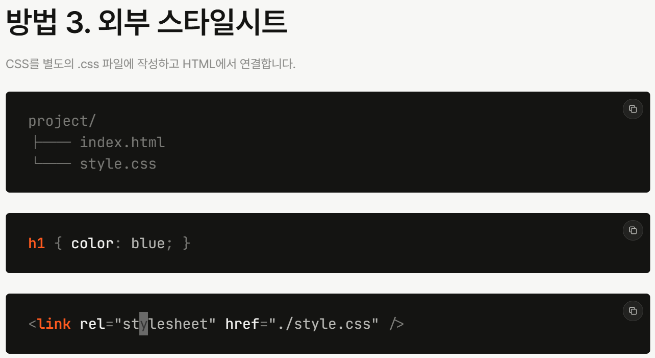 방법 3. 외부 스타일시트
CSS를 별도의 .css 파일에 작성하고 HTML에서 연결합니다.
project/
├── index.html
└── style.css
h1 { color: blue; }
<link rel="stylesheet" href="./style.css" />